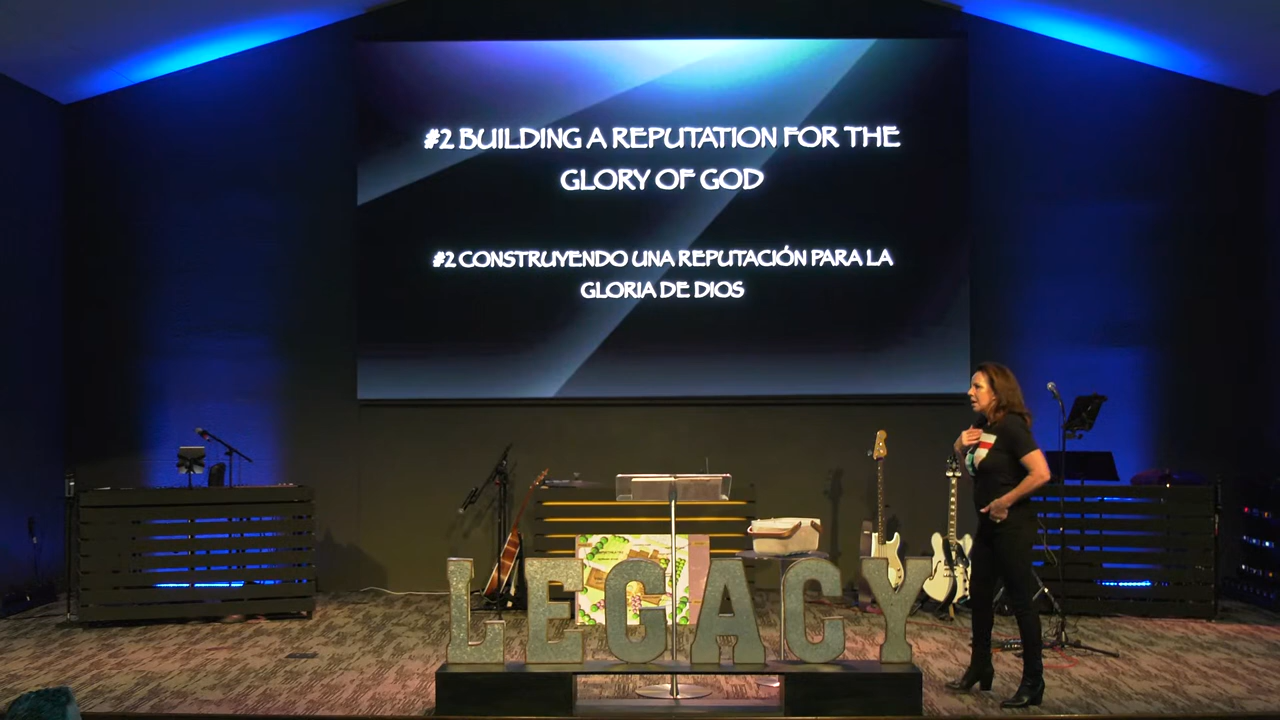 #2 BUILDING A REPUTATION FOR THE
GLORY OF GOD
#2 CONSTRUYENDO UNA REPUTACIÓN PARA LA
GLORIA DE DIOS
LEGACY